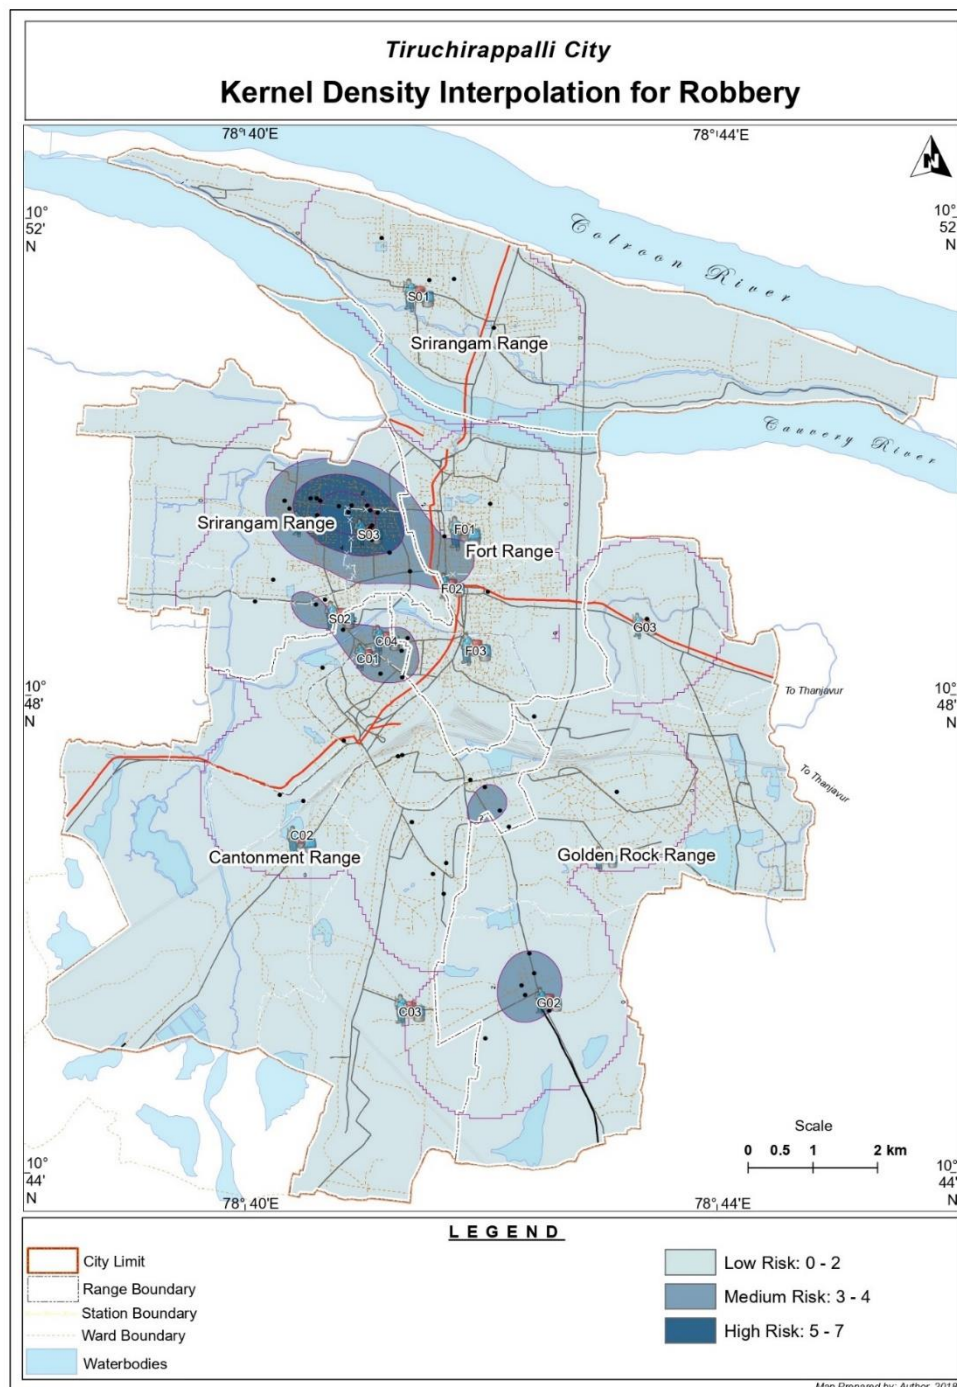 Tiruchirappalli City
Kernel Density Interpolation for Robbery
78° 40'E
78° 44'E
N
10°
52'
N
10°
52'
N
Colroon River
S01
Srirangam Range
Cauvery River
Srirangam Range
S03
F01
Fort Range
F02
S02
G03
C04
C01
F03
10°
48'
N
10°
48'
N
To Thanjavur
To Thanjavur
C02
Cantonment Range
Golden Rock Range
C03
G02
Scale
0 0.5 1 2 km
10°
44'
N
10°
44'
N
78° 40'E
78° 44'E
LEGEND
City Limit
Range Boundary
Station Boundary
Ward Boundary
Waterbodies
Low Risk: 0 - 2
Medium Risk: 3 - 4
High Risk: 5 - 7
Map Prepared by: Author, 2018